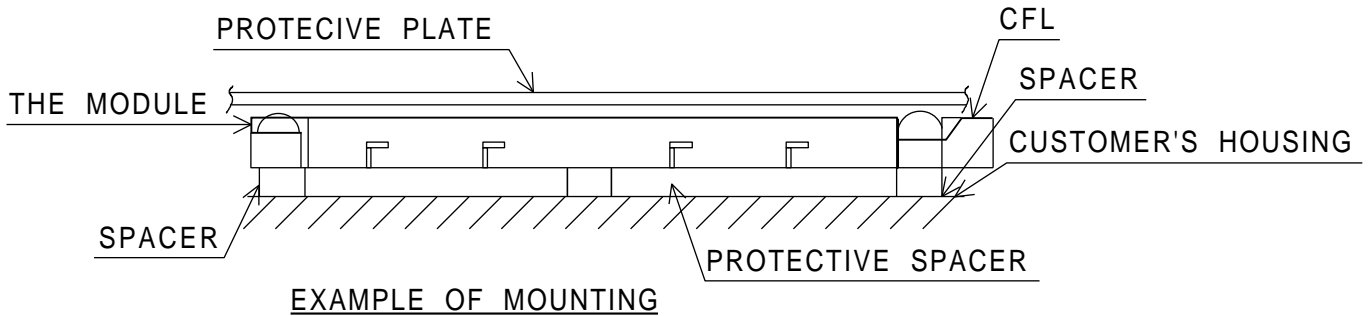 PROTECIVE PLATE
CFL
SPACER
THE MODULE
CUSTOMER'S HOUSING
SPACER
PROTECTIVE SPACER
EXAMPLE OF MOUNTING